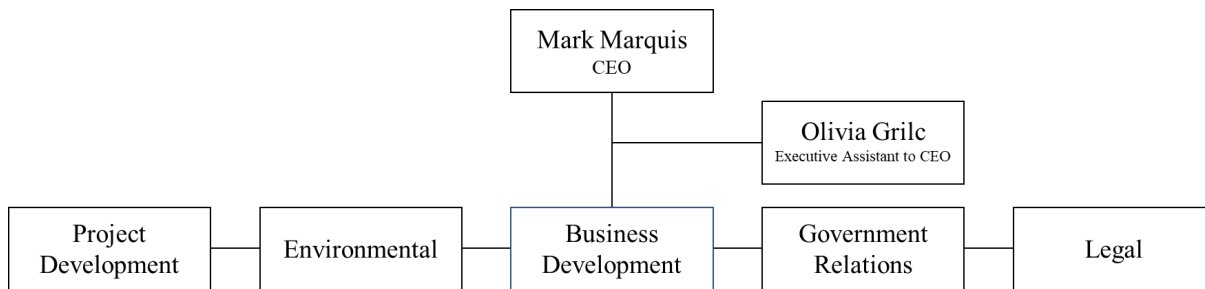 Mark Marquis
CEO
Olivia Grilc
Executive Assistant to CEO
Project
Development
Environmental
Business
Development
Government
Relations
Legal